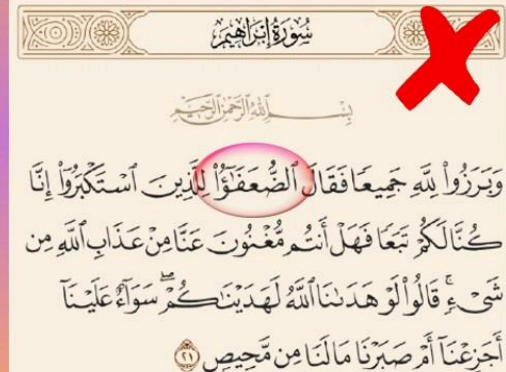 سُورَةُ إِبْرَاهِيمَ
بِسْمِ ٱللَّهِ ٱلرَّحْمَٰنِ ٱلرَّحِيمِ
وَبَرَزُوا۟ لِلَّهِ جَمِيعًا فَقَالَ ٱلضُّعَفَٰٓؤُا۟ لِلَّذِينَ ٱسْتَكْبَرُوٓا۟ إِنَّا
كُنَّا لَكُمْ تَبَعًا فَهَلْ أَنتُم مُّغْنُونَ عَنَّا مِنْ عَذَابِ ٱللَّهِ مِن
شَىْءٍ ۚ قَالُوا۟ لَوْ هَدَىٰنَا ٱللَّهُ لَهَدَيْنَٰكُمْ ۖ سَوَآءٌ عَلَيْنَآ
أَجَزِعْنَآ أَمْ صَبَرْنَا مَا لَنَا مِن مَّحِيصٍ ٢١